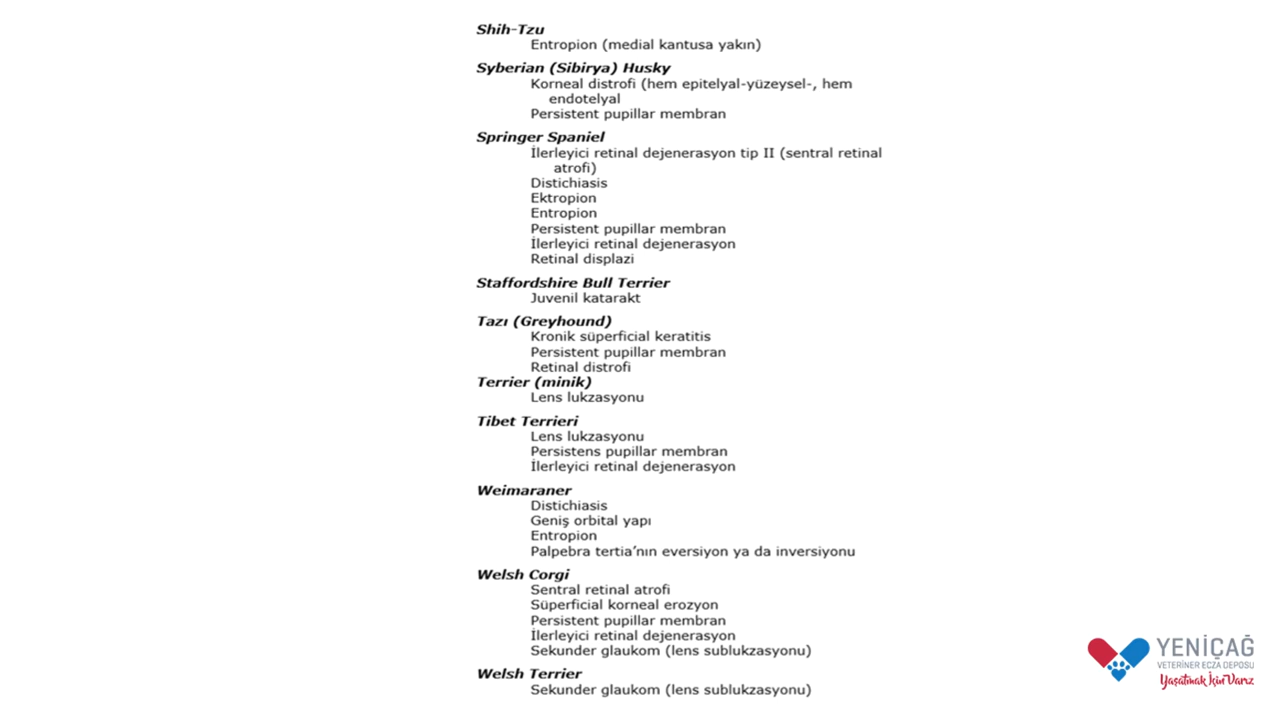 Shih-Tzu
Entropion (medial kantusa yakın)
Syberian (Sibirya) Husky
Korneal distrofi (hem epitelyal-yüzeysel-, hem
endotelyal
Persistent pupillar membran
Springer Spaniel
İlerleyici retinal dejenerasyon tip II (sentral retinal
atrofi)
Distichiasis
Ektropion
Entropion
Persistent pupillar membran
İlerleyici retinal dejenerasyon
Retinal displazi
Staffordshire Bull Terrier
Juvenil katarakt
Tazı (Greyhound)
Kronik süperficial keratitis
Persistent pupillar membran
Retinal distrofi
Terrier (minik)
Lens lukzasyonu
Tibet Terrieri
Lens lukzasyonu
Persistens pupillar membran
İlerleyici retinal dejenerasyon
Weimaraner
Distichiasis
Geniş orbital yapı
Entropion
Palpebra tertia’nın eversiyon ya da inversiyonu
Welsh Corgi
Sentral retinal atrofi
Süperficial korneal erozyon
Persistent pupillar membran
İlerleyici retinal dejenerasyon
Sekunder glaukom (lens sublukzasyonu)
Welsh Terrier
Sekunder glaukom (lens sublukzasyonu)
YENİÇAĞ
VETERİNER ECZA DEPOSU
Yaşatmak İçin Varız